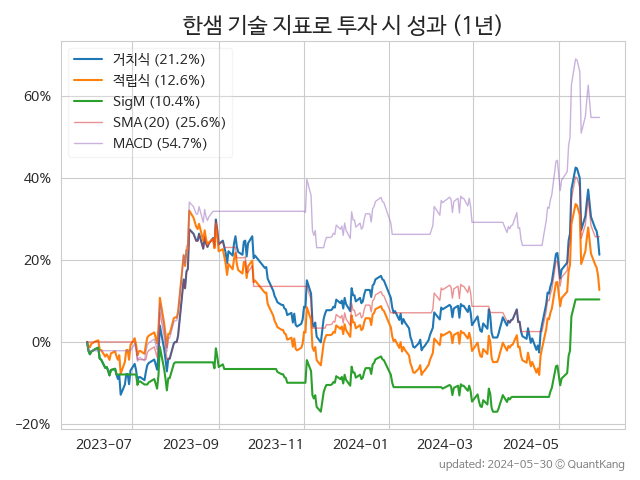 한샘 기술 지표로 투자 시 성과 (1년)
거치식 (21.2%)
적립식 (12.6%)
SigM (10.4%)
SMA(20) (25.6%)
MACD (54.7%)
60%
40%
20%
0%
−20%
2023-07 2023-09 2023-11 2024-01 2024-03 2024-05
updated: 2024-05-30 ⓒ QuantKang